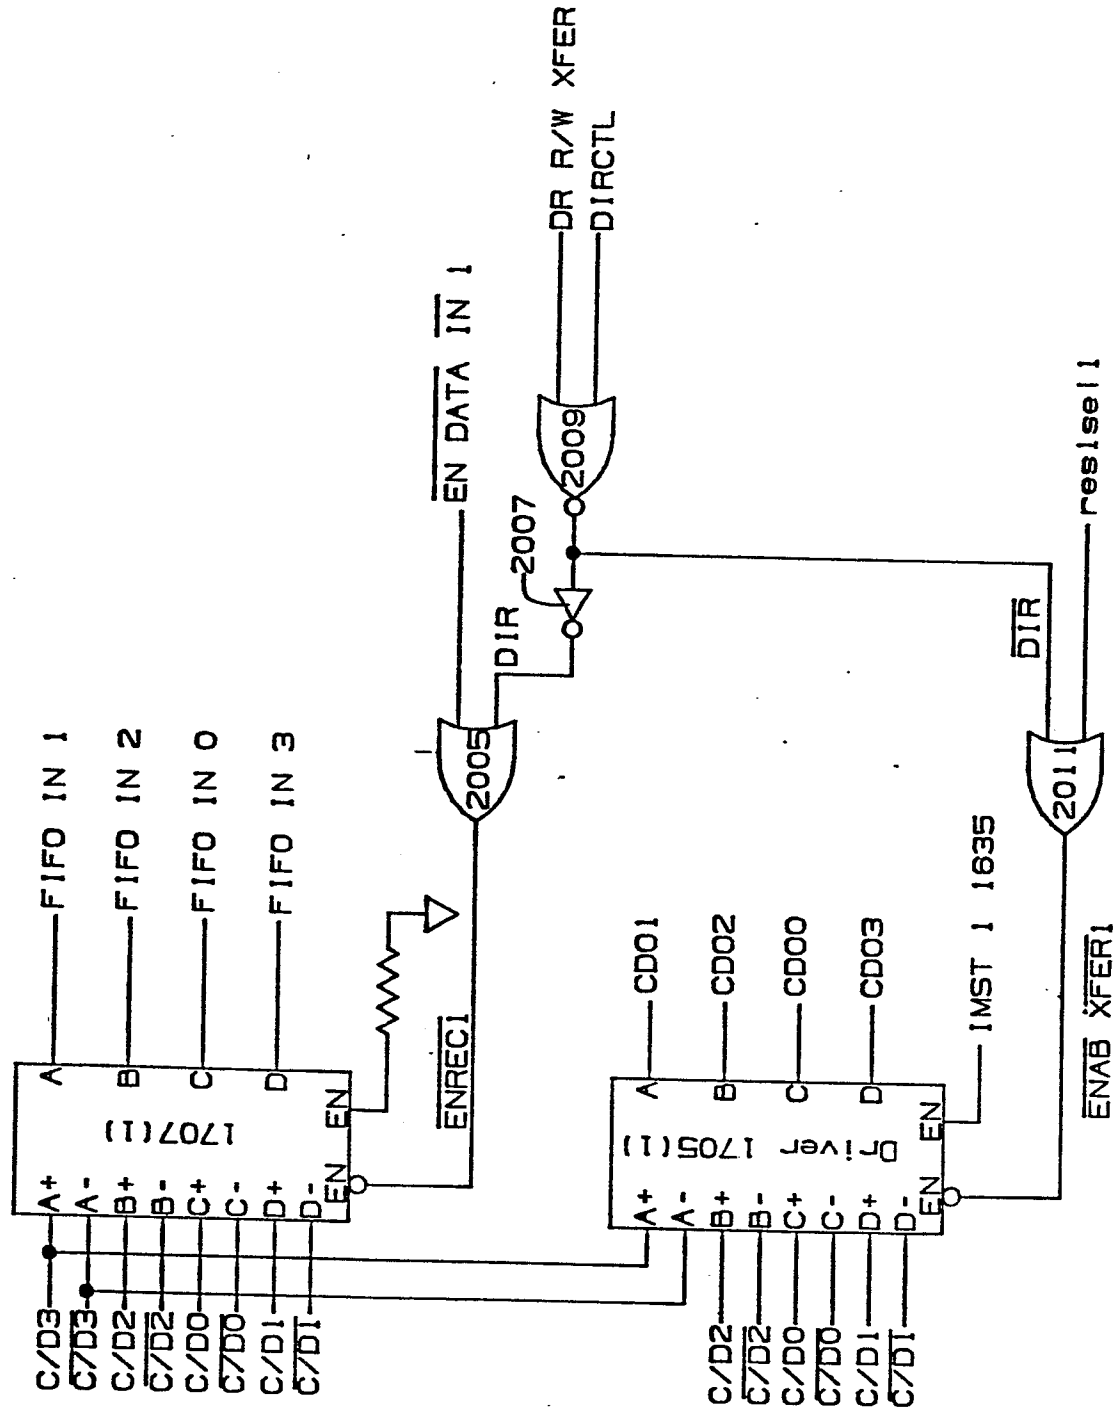 DR R/W XFER
DIRCTL
EN DATA IN 1
2009
2007
DIR
DIR
reslsel1
FIFO IN 1
FIFO IN 2
FIFO IN 0
FIFO IN 3
2005
2011
ENREC1
A
B
C
D
EN
EN
1707(1)
A+
A-
B+
B-
C+
C-
D+
D-
C/D3
C/D3
C/D2
C/D2
C/D0
C/D0
C/D1
C/D1
CD01
CD02
CD00
CD03
IMST 1 1635
ENAB XFER1
A
B
C
D
EN
EN
Driver 1705(1)
A+
A-
B+
B-
C+
C-
D+
D-
C/D2
C/D2
C/D0
C/D0
C/D1
C/D1